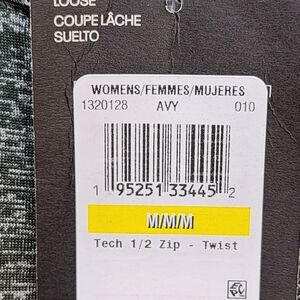 LOOSE
COUPE LÂCHE
SUELTO
WOMENS/FEMMES/MUJERES
1320128 AVY 010
1 95251 33445 2
M/M/M
Tech 1/2 Zip - Twist